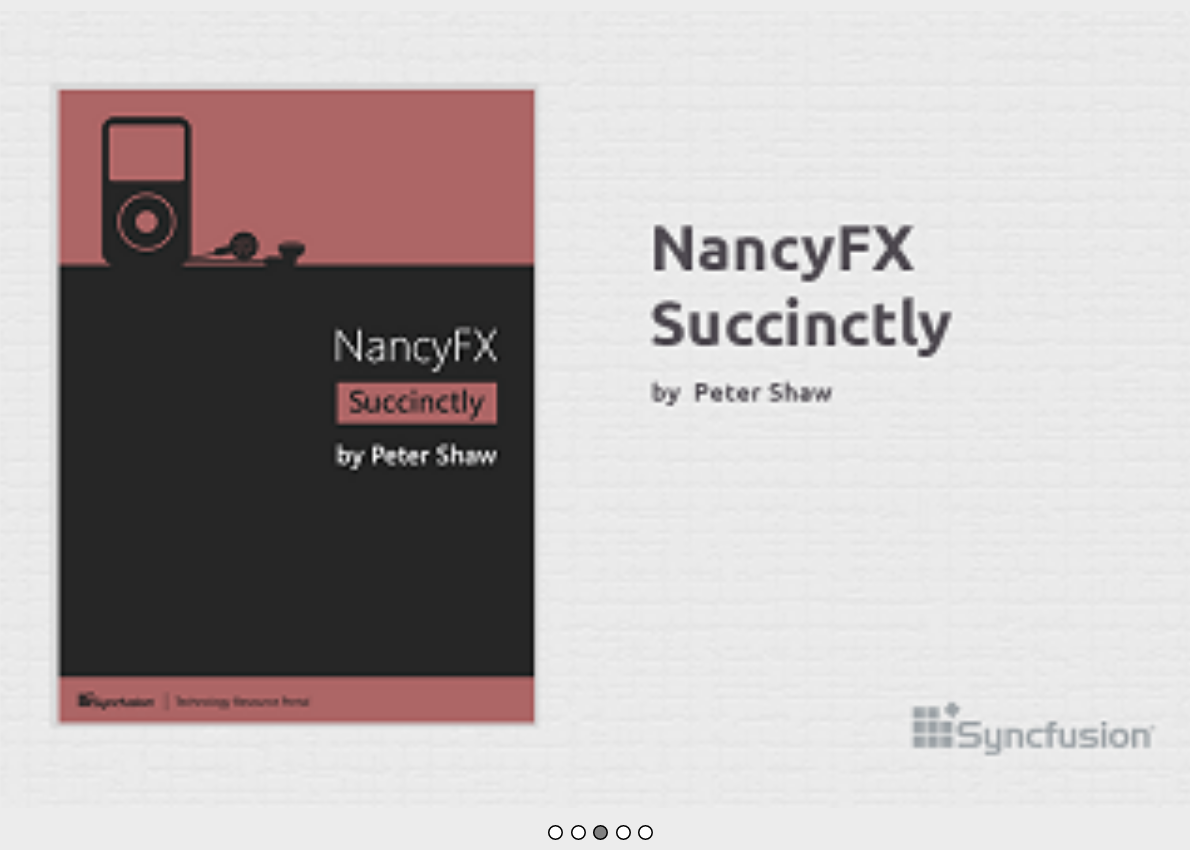 NancyFX
Succinctly
by Peter Shaw
Syncfusion | Technology Resource Portal
NancyFX
Succinctly
by Peter Shaw
Syncfusion